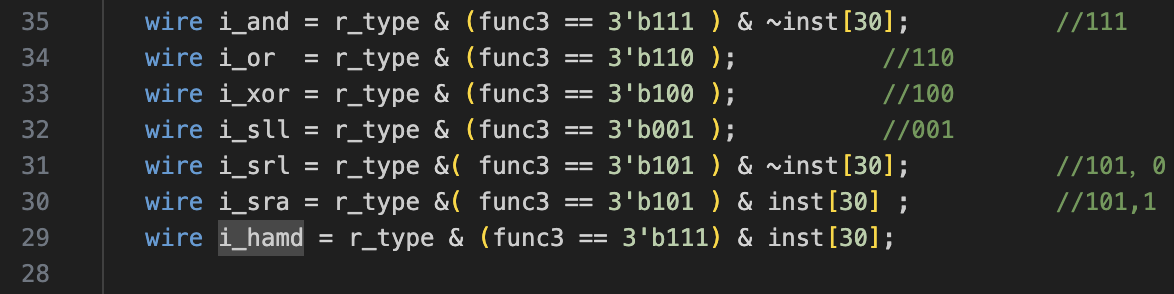 35 wire i_and = r_type & (func3 == 3'b111 ) & ~inst[30]; //111
34 wire i_or  = r_type & (func3 == 3'b110 ); //110
33 wire i_xor = r_type & (func3 == 3'b100 ); //100
32 wire i_sll = r_type & (func3 == 3'b001 ); //001
31 wire i_srl = r_type &( func3 == 3'b101 ) & ~inst[30]; //101, 0
30 wire i_sra = r_type &( func3 == 3'b101 ) & inst[30] ; //101,1
29 wire i_hamd = r_type & (func3 == 3'b111) & inst[30];
28